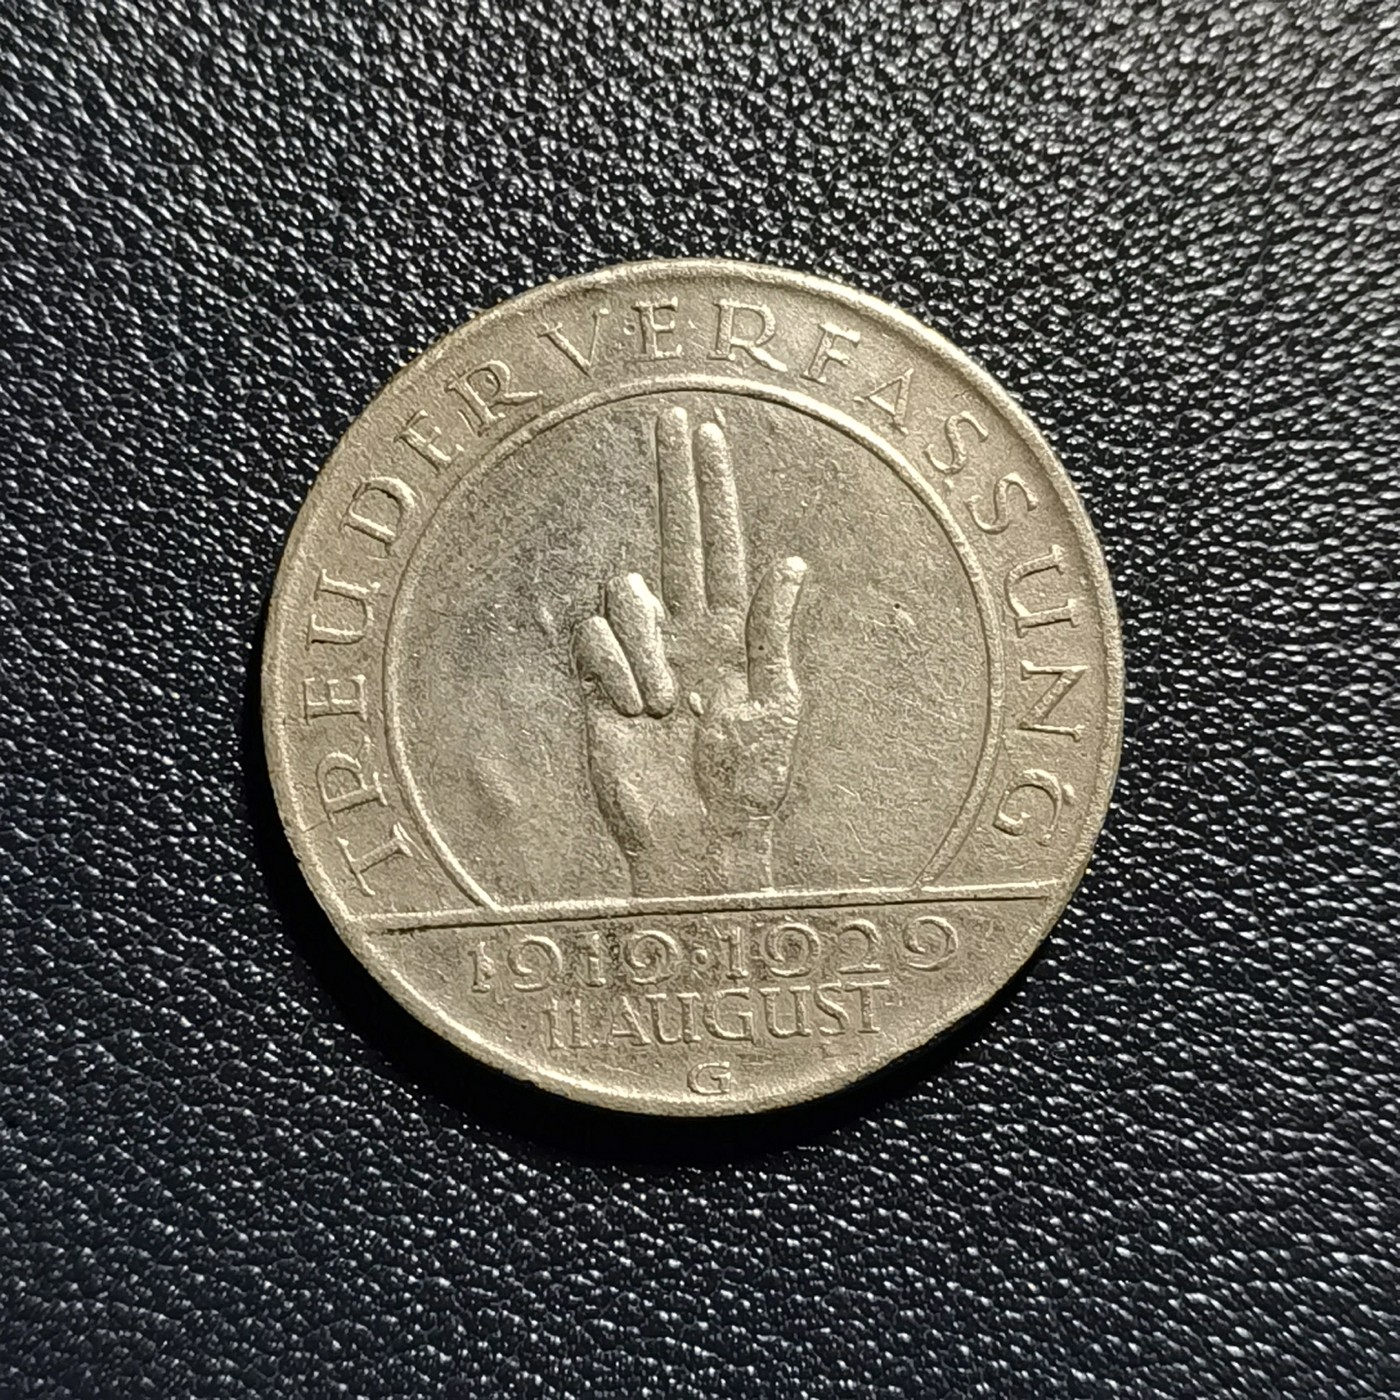 TREU DER VERFASSUNG
1919·1929
11. AUGUST
G